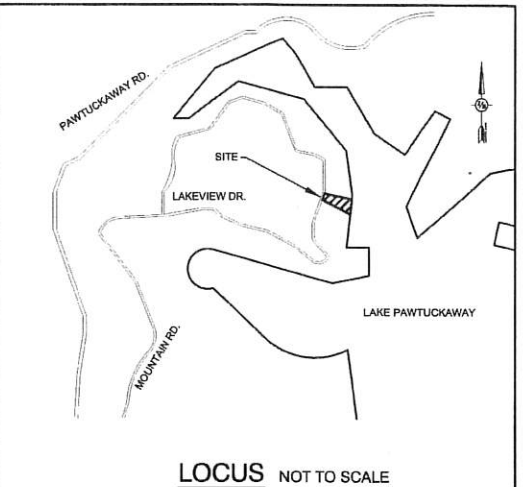 PAWTUCKAWAY RD.
SITE
LAKEVIEW DR.
LAKE PAWTUCKAWAY
MOUNTAIN RD.
LOCUS NOT TO SCALE